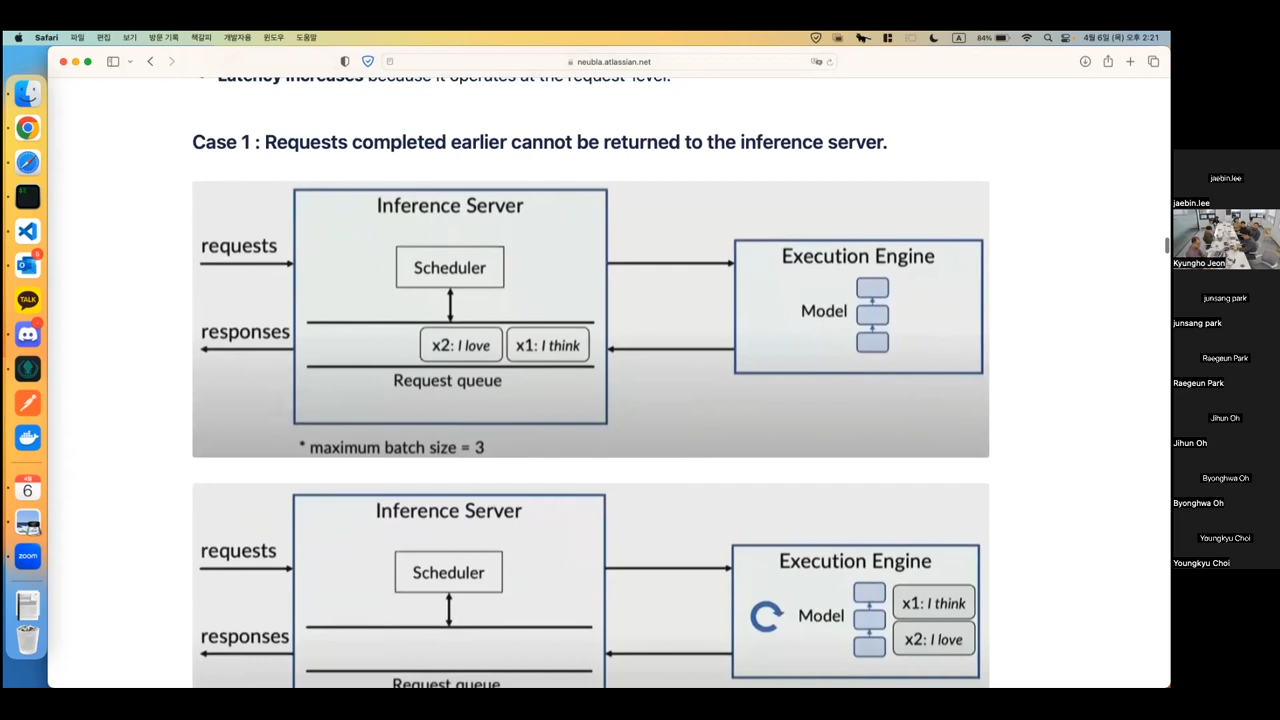 Safari 파일 편집 보기 방문 기록 책갈피 개발자용 윈도우 도움말
A 84% 4월 6일 (목) 오후 2:21
neubla.atlassian.net
Latency increases because it operates at the request-level.
Case 1 : Requests completed earlier cannot be returned to the inference server.
Inference Server
requests
Scheduler
Execution Engine
Model
responses
x2: I love
x1: I think
Request queue
* maximum batch size = 3
Inference Server
requests
Scheduler
Execution Engine
Model
x1: I think
x2: I love
responses
Request queue
TALK
6
zoom
jaebin.lee
jaebin.lee
Kyungho Jeon
junsang park
junsang park
Raegeun Park
Raegeun Park
Jihun Oh
Jihun Oh
Byonghwa Oh
Byonghwa Oh
Youngkyu Choi
Youngkyu Choi